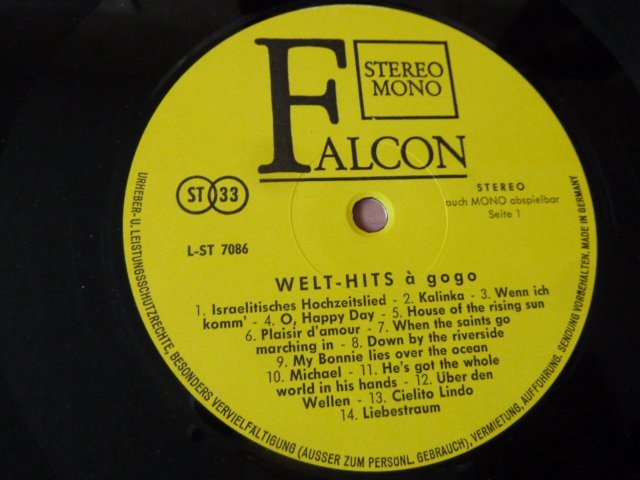 STEREO
MONO
FALCON
ST 33
STEREO
auch MONO abspielbar
Seite 1
L-ST 7086
WELT-HITS à gogo
1. Israelitisches Hochzeitslied - 2. Kalinka - 3. Wenn ich
komm' - 4. O, Happy Day - 5. House of the rising sun
6. Plaisir d'amour - 7. When the saints go
marching in - 8. Down by the riverside
9. My Bonnie lies over the ocean
10. Michael - 11. He's got the whole
world in his hands - 12. Über den
Wellen - 13. Cielito Lindo
14. Liebestraum
URHEBER- U. LEISTUNGSSCHUTZRECHTE, BESONDERS VERVIELFÄLTIGUNG (AUSSER ZUM PERSÖNL. GEBRAUCH), VERMIETUNG, AUFFÜHRUNG, SENDUNG VORBEHALTEN. MADE IN GERMANY